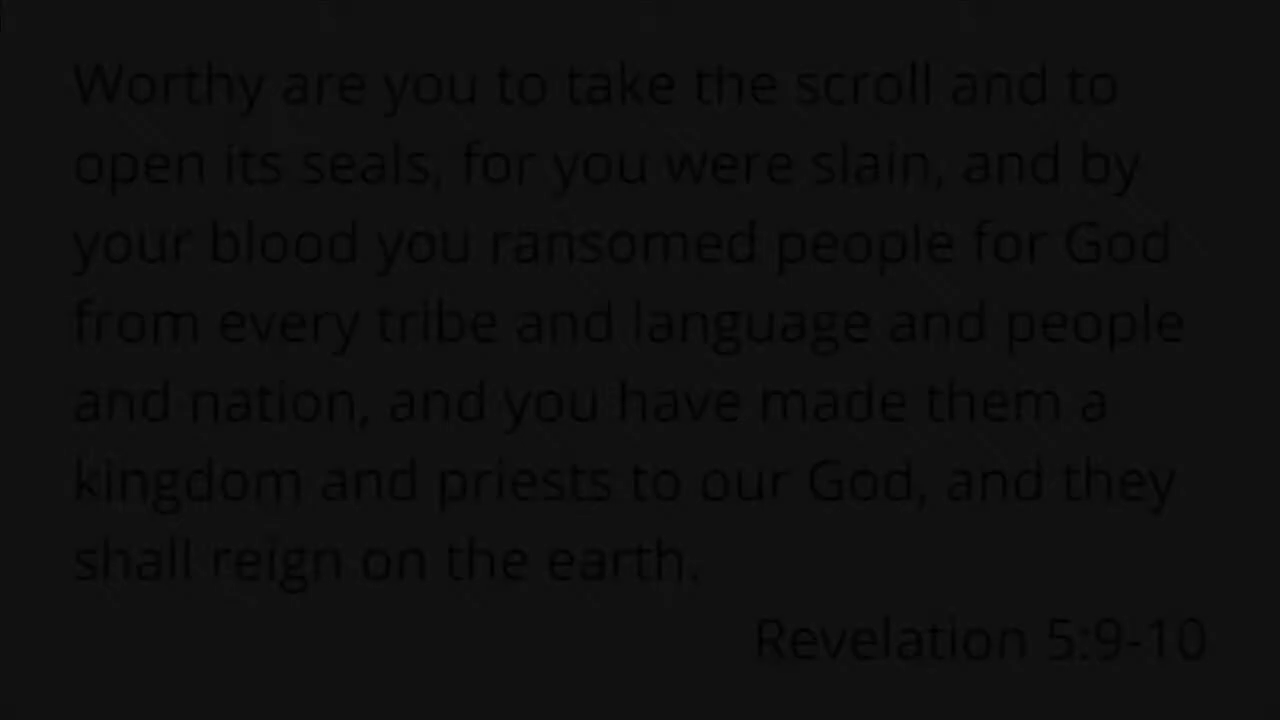 Worthy are you to take the scroll and to
open its seals, for you were slain, and by
your blood you ransomed people for God
from every tribe and language and people
and nation, and you have made them a
kingdom and priests to our God, and they
shall reign on the earth.
Revelation 5:9-10